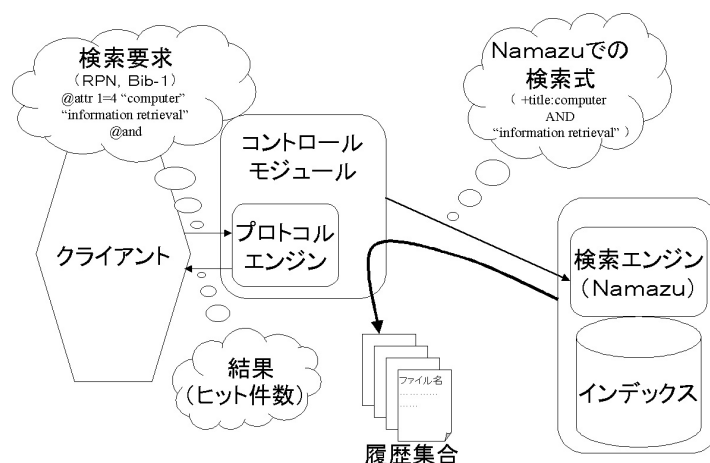 検索要求
（RPN, Bib-1）
@attr 1=4 “computer”
“information retrieval”
@and
Namazuでの
検索式
（ +title:computer
AND
“information retrieval” ）
コントロール
モジュール
プロトコル
エンジン
クライアント
検索エンジン
（Namazu）
インデックス
結果
（ヒット件数）
ファイル名
…………
……
履歴集合